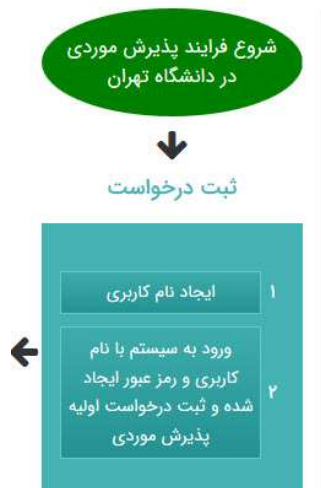 شروع فرایند پذیرش موردی
در دانشگاه تهران
ثبت درخواست
۱ ایجاد نام کاربری
ورود به سیستم با نام
کاربری و رمز عبور ایجاد
۲ شده و ثبت درخواست اولیه
پذیرش موردی